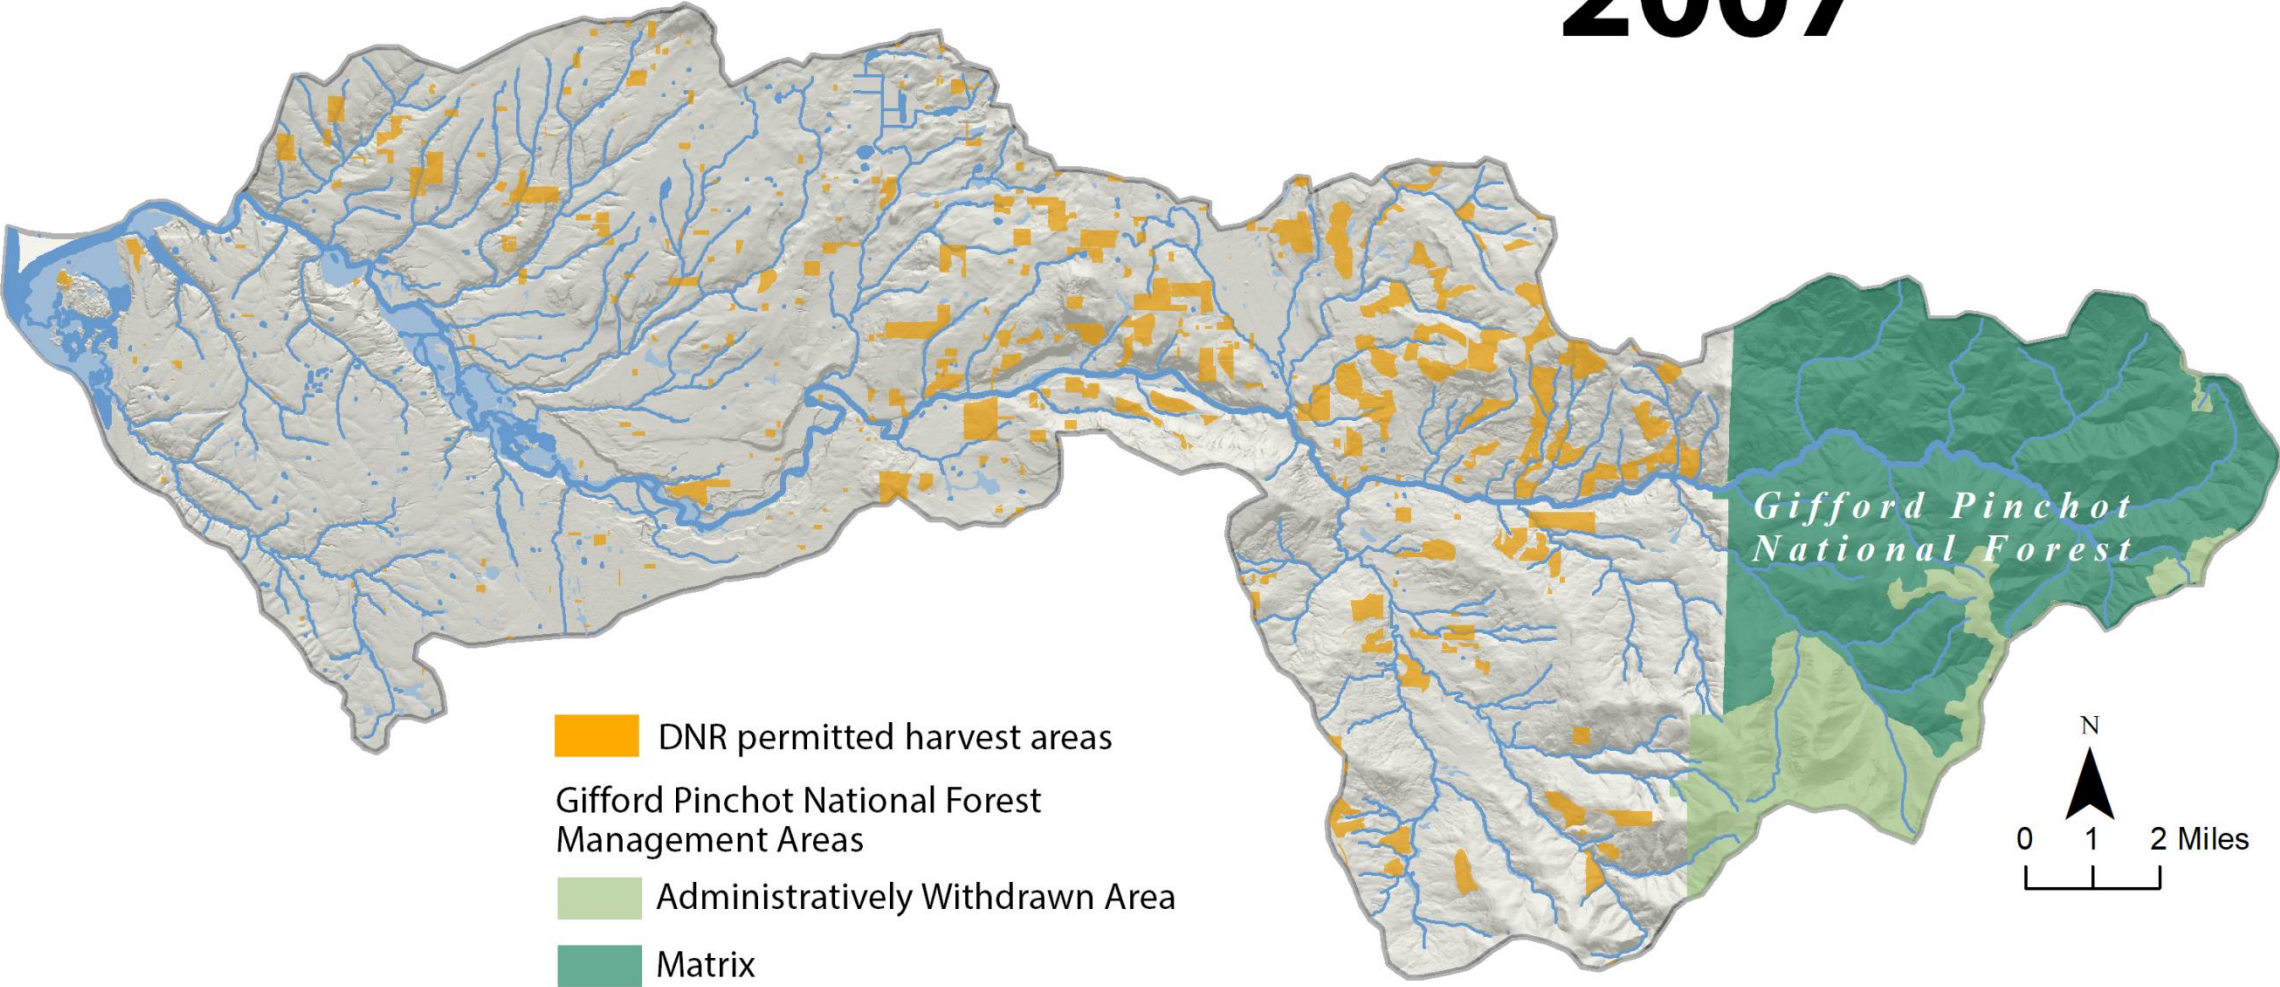 2007
Gifford Pinchot
National Forest
DNR permitted harvest areas
Gifford Pinchot National Forest
Management Areas
Administratively Withdrawn Area
Matrix
N
0 1 2 Miles